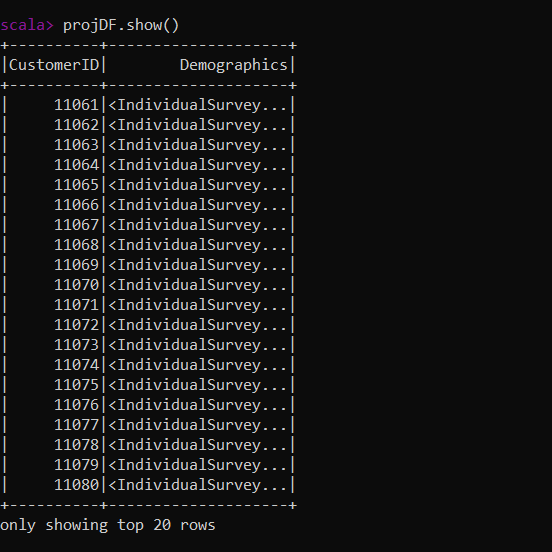 scala> projDF.show()
+----------+--------------------+
|CustomerID|        Demographics|
+----------+--------------------+
|     11061|<IndividualSurvey...|
|     11062|<IndividualSurvey...|
|     11063|<IndividualSurvey...|
|     11064|<IndividualSurvey...|
|     11065|<IndividualSurvey...|
|     11066|<IndividualSurvey...|
|     11067|<IndividualSurvey...|
|     11068|<IndividualSurvey...|
|     11069|<IndividualSurvey...|
|     11070|<IndividualSurvey...|
|     11071|<IndividualSurvey...|
|     11072|<IndividualSurvey...|
|     11073|<IndividualSurvey...|
|     11074|<IndividualSurvey...|
|     11075|<IndividualSurvey...|
|     11076|<IndividualSurvey...|
|     11077|<IndividualSurvey...|
|     11078|<IndividualSurvey...|
|     11079|<IndividualSurvey...|
|     11080|<IndividualSurvey...|
+----------+--------------------+
only showing top 20 rows